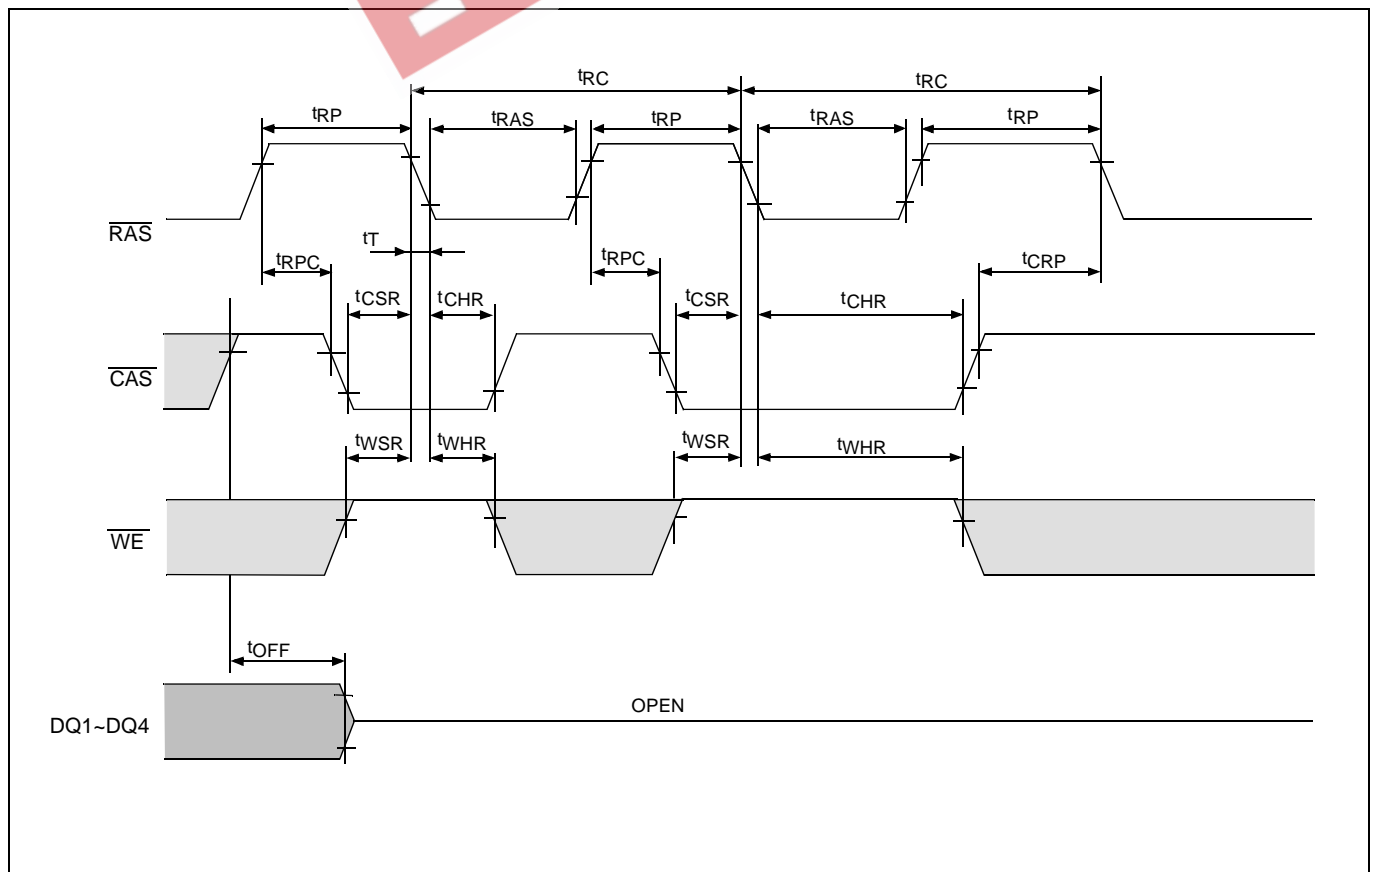 tRC tRC
tRP tRAS tRP tRAS tRP
RAS
tT
tRPC tRPC tCRP
tCSR tCHR tCSR tCHR
CAS
tWSR tWHR tWSR tWHR
WE
tOFF
OPEN
DQ1~DQ4